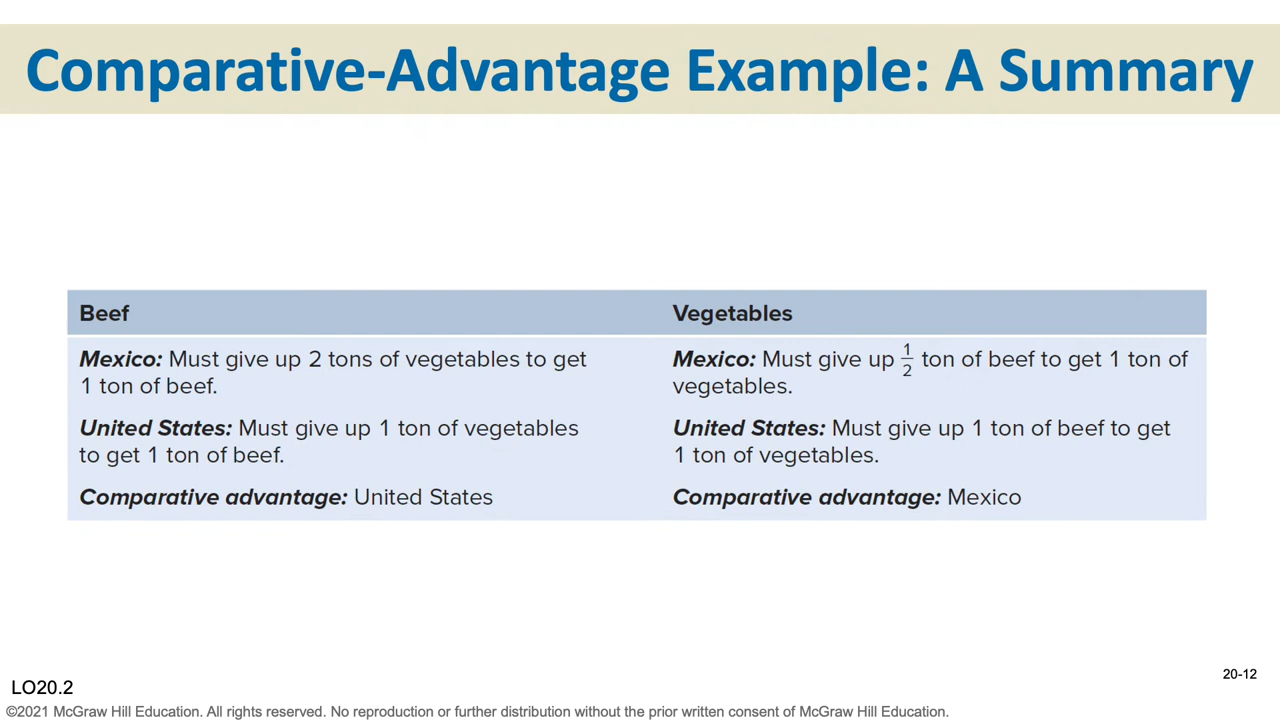 Comparative-Advantage Example: A Summary
Beef
Mexico: Must give up 2 tons of vegetables to get
1 ton of beef.
United States: Must give up 1 ton of vegetables
to get 1 ton of beef.
Comparative advantage: United States
Vegetables
Mexico: Must give up 1/2 ton of beef to get 1 ton of
vegetables.
United States: Must give up 1 ton of beef to get
1 ton of vegetables.
Comparative advantage: Mexico
LO20.2
20-12
©2021 McGraw Hill Education. All rights reserved. No reproduction or further distribution without the prior written consent of McGraw Hill Education.